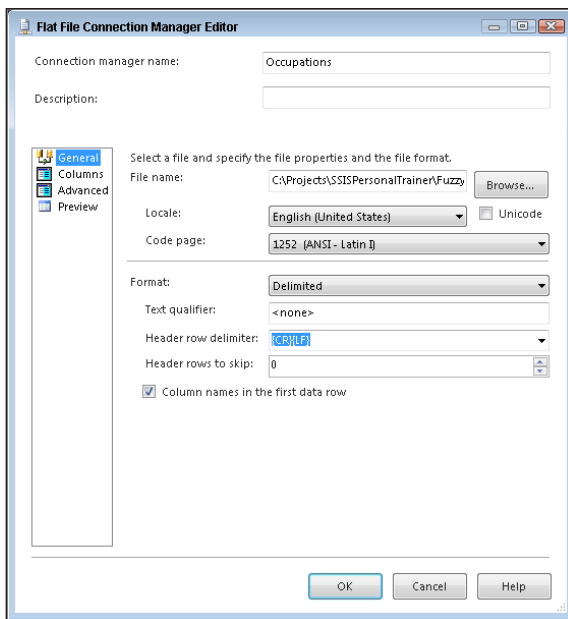 Flat File Connection Manager Editor
Connection manager name: Occupations
Description:
General
Columns
Advanced
Preview
Select a file and specify the file properties and the file format.
File name: C:\Projects\SSISPersonalTrainer\Fuzzy Browse...
Locale: English (United States) Unicode
Code page: 1252 (ANSI - Latin I)
Format: Delimited
Text qualifier: <none>
Header row delimiter: {CR}{LF}
Header rows to skip: 0
Column names in the first data row
OK Cancel Help